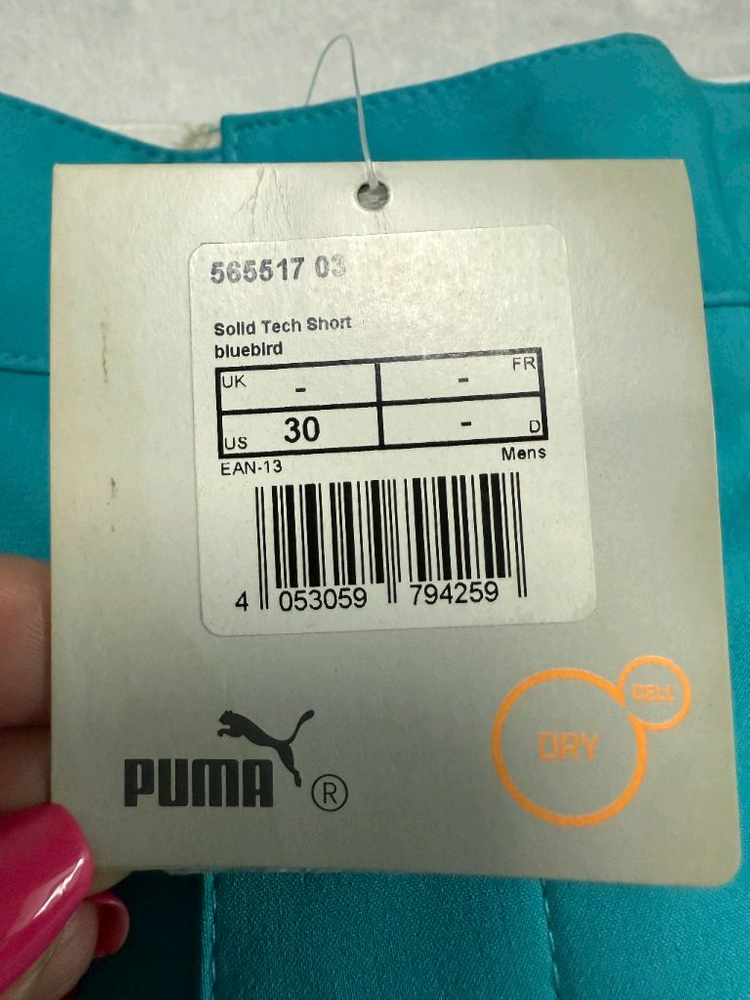 565517 03
Solid Tech Short
bluebird
UK - - FR
US 30 - D
EAN-13 Mens
4 053059 794259
CELL
DRY
PUMA ®